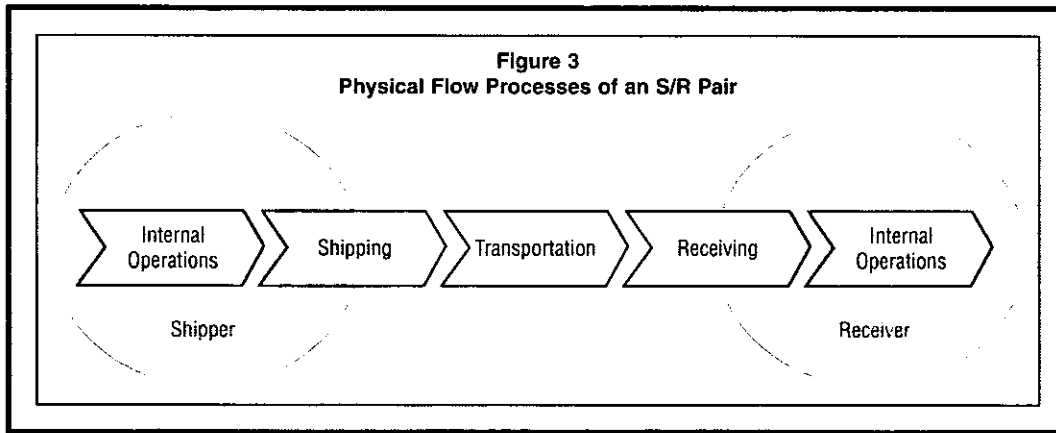 Figure 3
Physical Flow Processes of an S/R Pair
Internal
Operations
Shipping
Transportation
Receiving
Internal
Operations
Shipper
Receiver